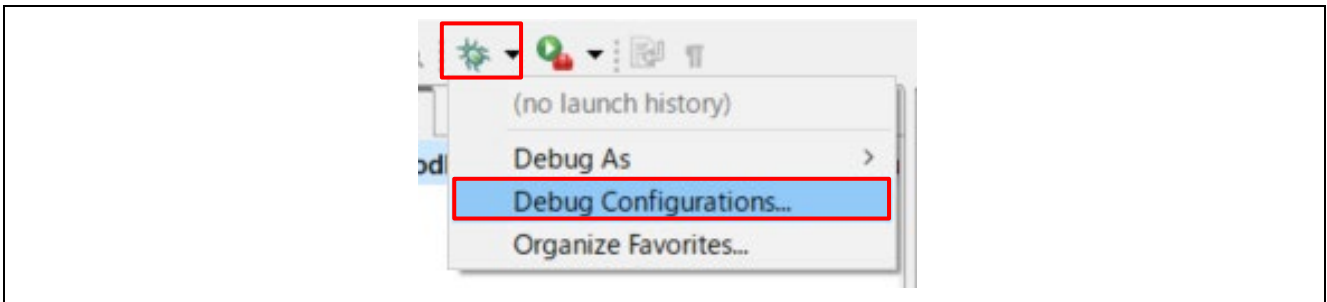 (no launch history)
Debug As
Debug Configurations...
Organize Favorites...